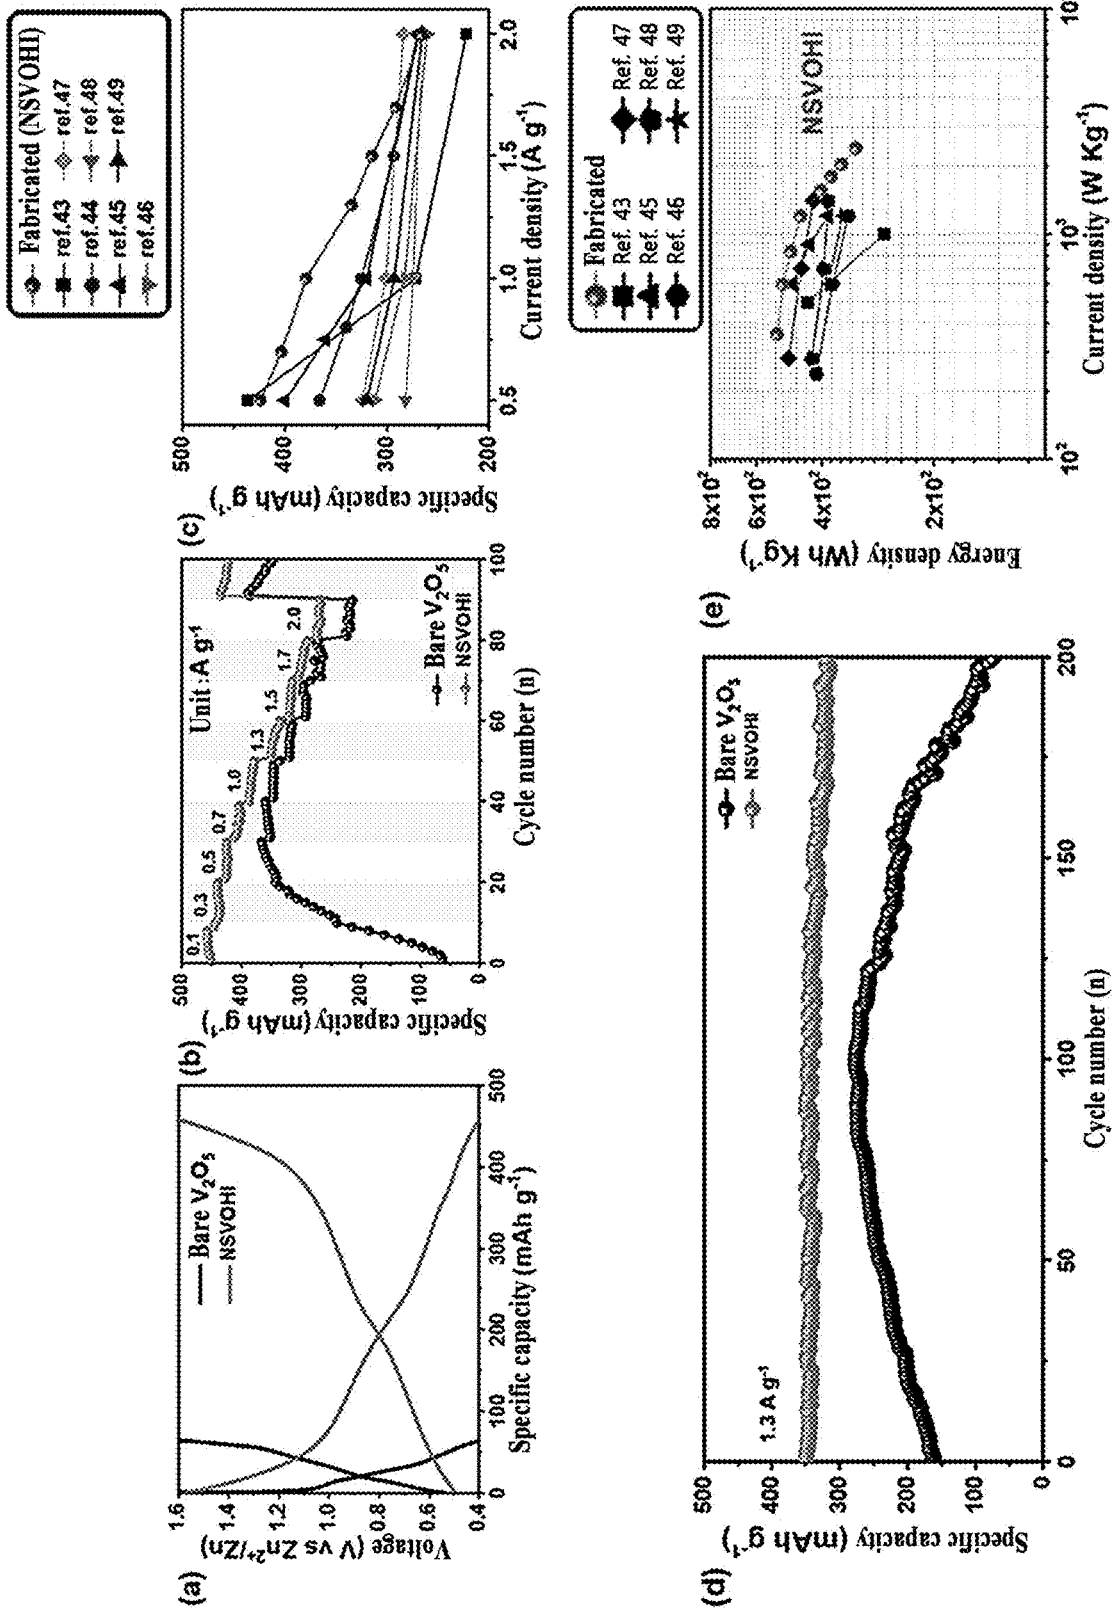 (a)
Voltage (V vs Zn²⁺/Zn)
1.6
1.4
1.2
1.0
0.8
0.6
0.4
Bare V₂O₅
NSVOHI
0
100
200
300
400
500
Specific capacity (mAh g⁻¹)
(b)
Specific capacity (mAh g⁻¹)
500
400
300
200
100
0
0.1
0.3
0.5
0.7
1.0
1.3
1.5
1.7
2.0
Unit : A g⁻¹
Bare V₂O₅
NSVOHI
0
20
40
60
80
100
Cycle number (n)
(c)
Specific capacity (mAh g⁻¹)
500
400
300
200
Fabricated (NSVOHI)
ref.43
ref.47
ref.44
ref.48
ref.45
ref.49
ref.46
0.5
1.0
1.5
2.0
Current density (A g⁻¹)
(d)
Specific capacity (mAh g⁻¹)
500
400
300
200
100
0
1.3 A g⁻¹
Bare V₂O₅
NSVOHI
0
50
100
150
200
Cycle number (n)
(e)
Energy density (Wh Kg⁻¹)
8x10²
6x10²
4x10²
2x10²
Fabricated
Ref. 43
Ref. 47
Ref. 45
Ref. 48
Ref. 46
Ref. 49
NSVOHI
10²
10³
10
Current density (W Kg⁻¹)